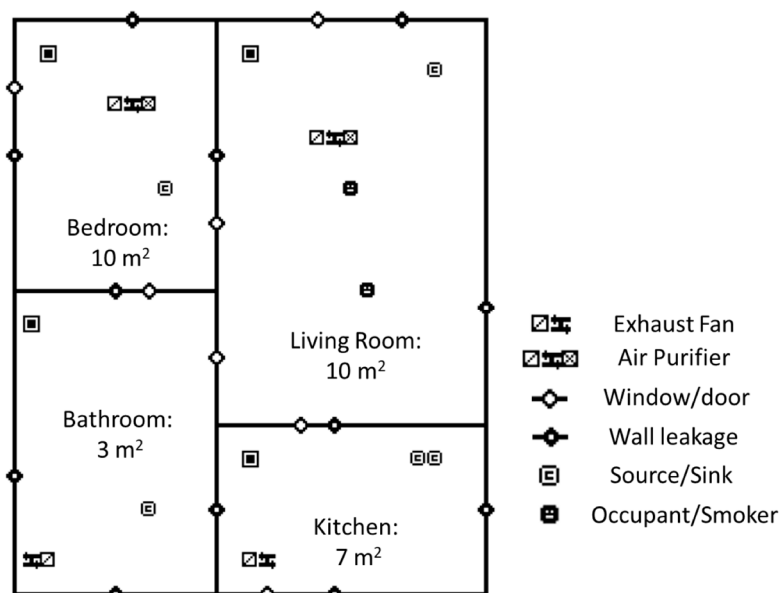 Bedroom:
10 m²
Living Room:
10 m²
Bathroom:
3 m²
Kitchen:
7 m²
Exhaust Fan
Air Purifier
Window/door
Wall leakage
Source/Sink
Occupant/Smoker